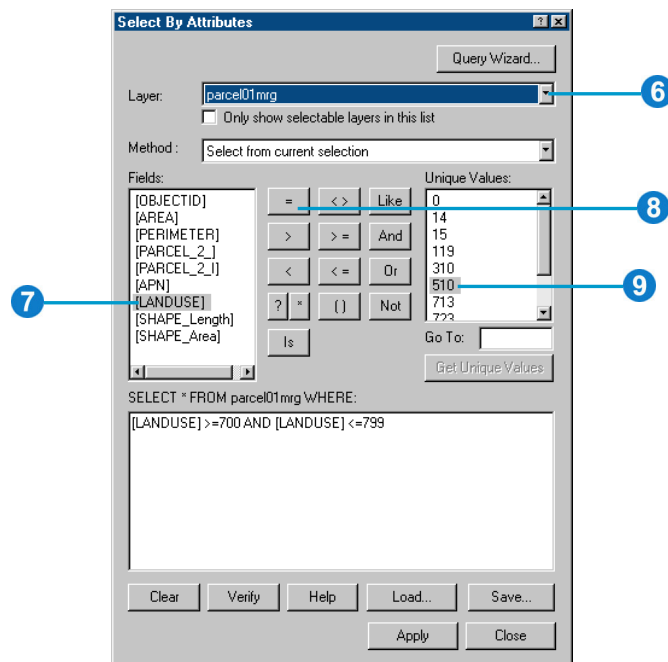 Select By Attributes
Query Wizard...
Layer:
parcel01mrg
6
Only show selectable layers in this list
Method :
Select from current selection
Fields:
[OBJECTID]
[AREA]
[PERIMETER]
[PARCEL_2_]
[PARCEL_2_I]
[APN]
[LANDUSE]
[SHAPE_Length]
[SHAPE_Area]
7
= <> Like
> >= And
< <= Or
? * () Not
Is
8
Unique Values:
0
14
15
119
310
510
713
723
9
Go To:
Get Unique Values
SELECT * FROM parcel01mrg WHERE:
[LANDUSE] >=700 AND [LANDUSE] <=799
Clear Verify Help Load... Save...
Apply Close